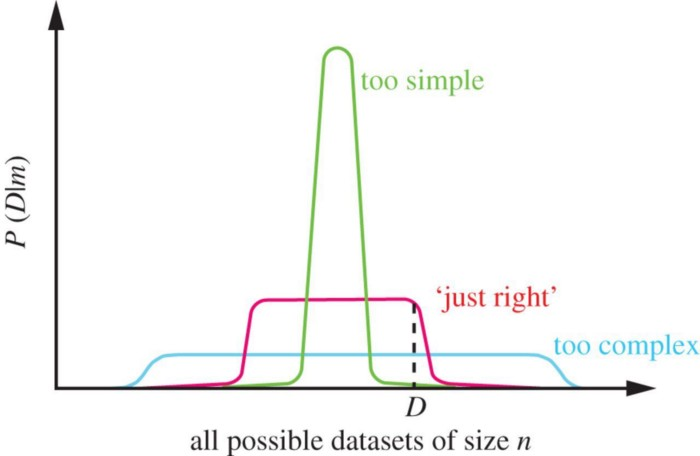 too simple
P (D|m)
'just right'
too complex
D
all possible datasets of size n